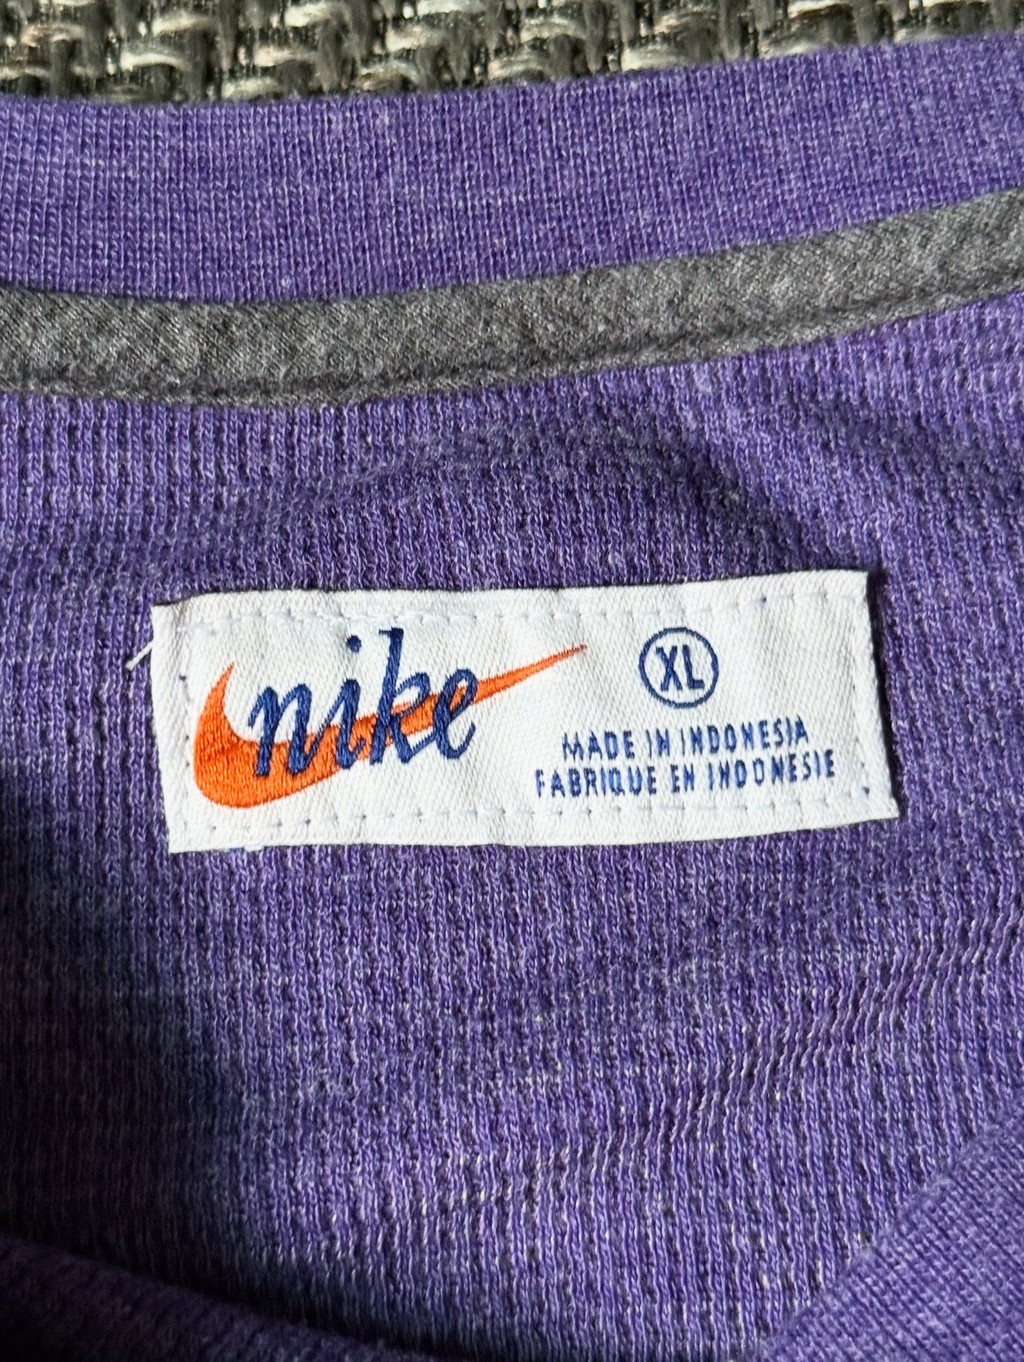 nike
XL
MADE IN INDONESIA
FABRIQUE EN INDONESIE